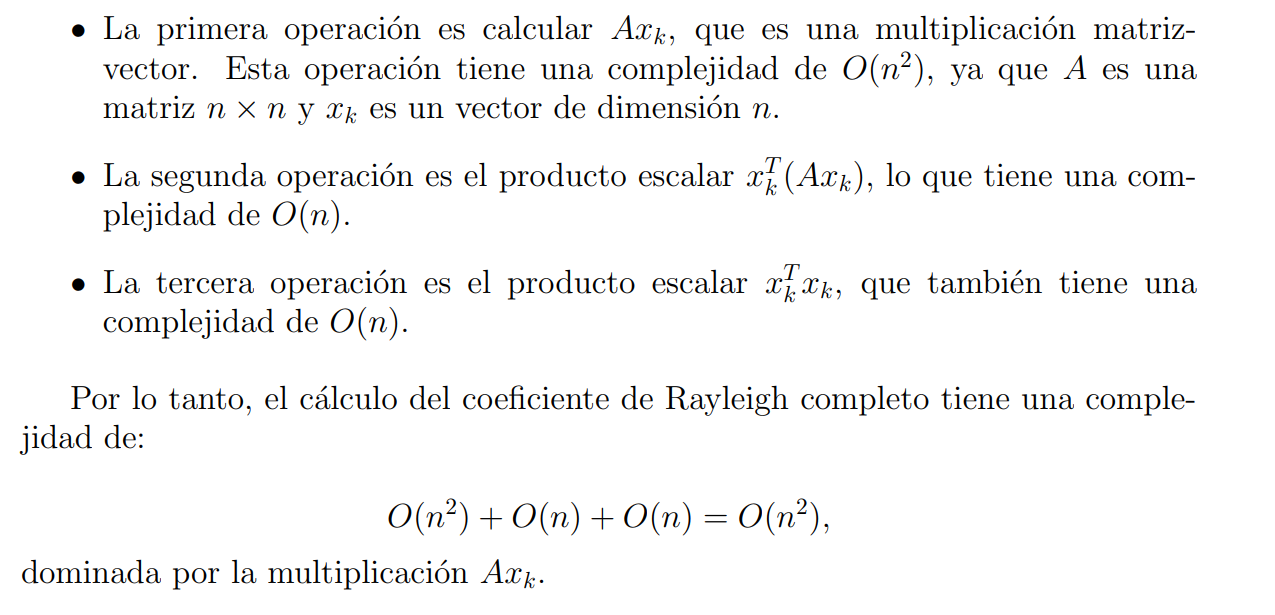 • La primera operación es calcular $Ax_k$, que es una multiplicación matriz-
vector. Esta operación tiene una complejidad de $O(n^2)$, ya que $A$ es una
matriz $n \times n$ y $x_k$ es un vector de dimensión $n$.
• La segunda operación es el producto escalar $x_k^T(Ax_k)$, lo que tiene una com-
plejidad de $O(n)$.
• La tercera operación es el producto escalar $x_k^T x_k$, que también tiene una
complejidad de $O(n)$.
Por lo tanto, el cálculo del coeficiente de Rayleigh completo tiene una comple-
jidad de:
$O(n^2) + O(n) + O(n) = O(n^2),$
dominada por la multiplicación $Ax_k$.